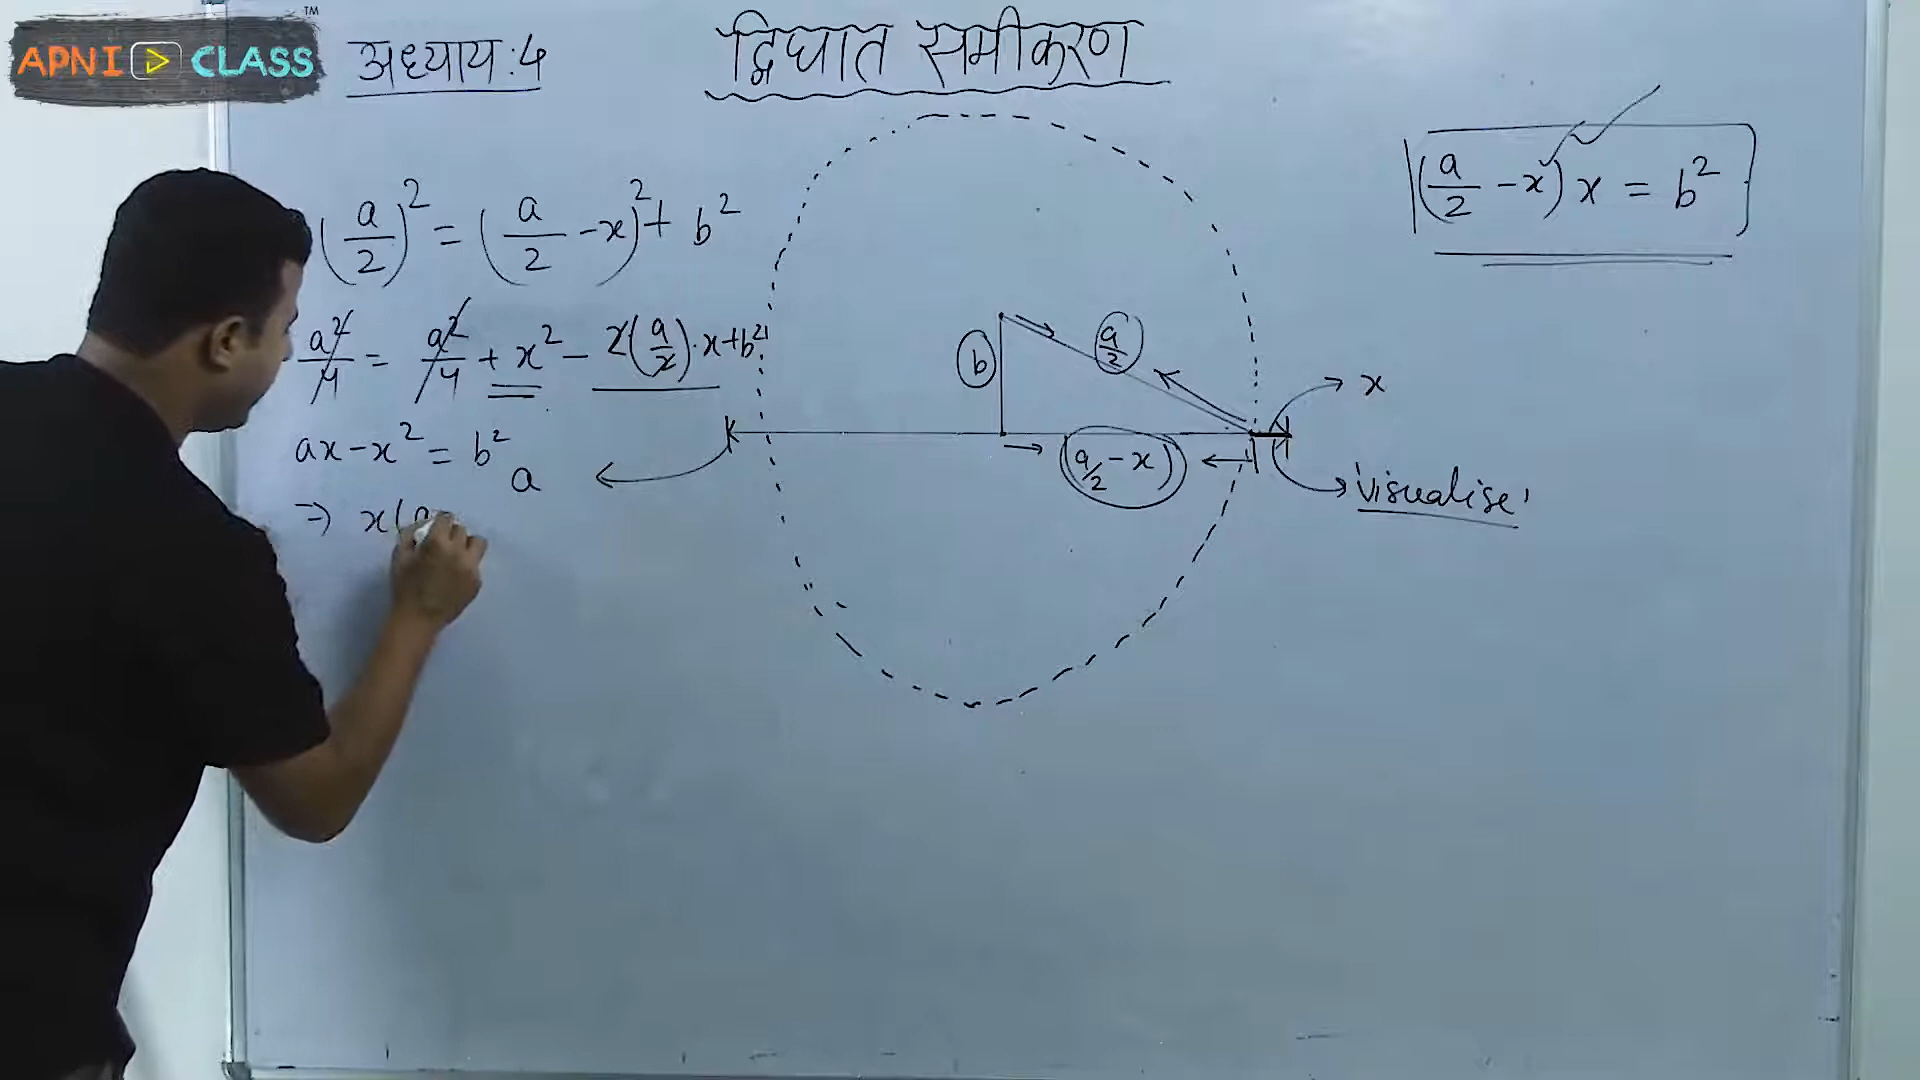 APNI CLASS ™
अध्याय:4
द्विघात समीकरण
(a/2 - x) x = b²
(a/2)² = (a/2 - x)² + b²
a²/4 = a²/4 + x² - 2(a/2)·x + b²
ax - x² = b²
a
⇒ x(a
b
a/2
(a/2 - x)
x
'visualise'